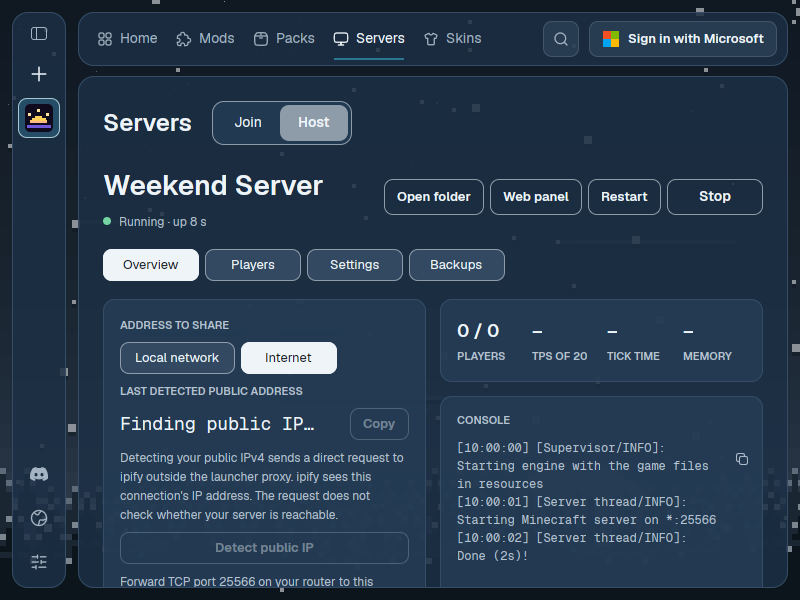 Home
Mods
Packs
Servers
Skins
Sign in with Microsoft
Servers
Join
Host
Weekend Server
Running · up 8 s
Open folder
Web panel
Restart
Stop
Overview
Players
Settings
Backups
ADDRESS TO SHARE
Local network
Internet
LAST DETECTED PUBLIC ADDRESS
Finding public IP…
Copy
Detecting your public IPv4 sends a direct request to
ipify outside the launcher proxy. ipify sees this
connection's IP address. The request does not
check whether your server is reachable.
Detect public IP
Forward TCP port 25566 on your router to this
0 / 0
–
–
–
PLAYERS
TPS OF 20
TICK TIME
MEMORY
CONSOLE
[10:00:00] [Supervisor/INFO]:
Starting engine with the game files
in resources
[10:00:01] [Server thread/INFO]:
Starting Minecraft server on *:25566
[10:00:02] [Server thread/INFO]:
Done (2s)!